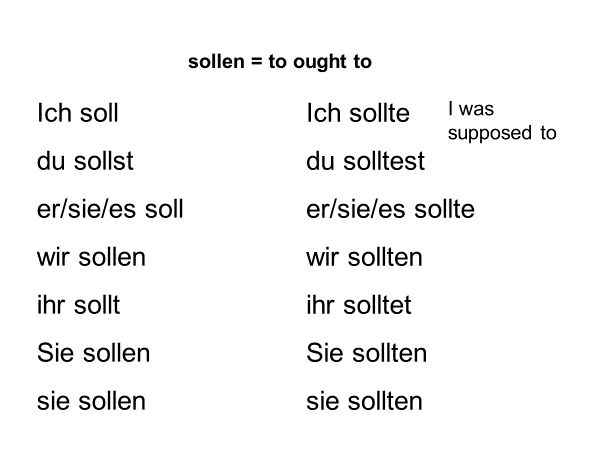 sollen = to ought to
Ich soll
du sollst
er/sie/es soll
wir sollen
ihr sollt
Sie sollen
sie sollen
Ich sollte
du solltest
er/sie/es sollte
wir sollten
ihr solltet
Sie sollten
sie sollten
I was
supposed to